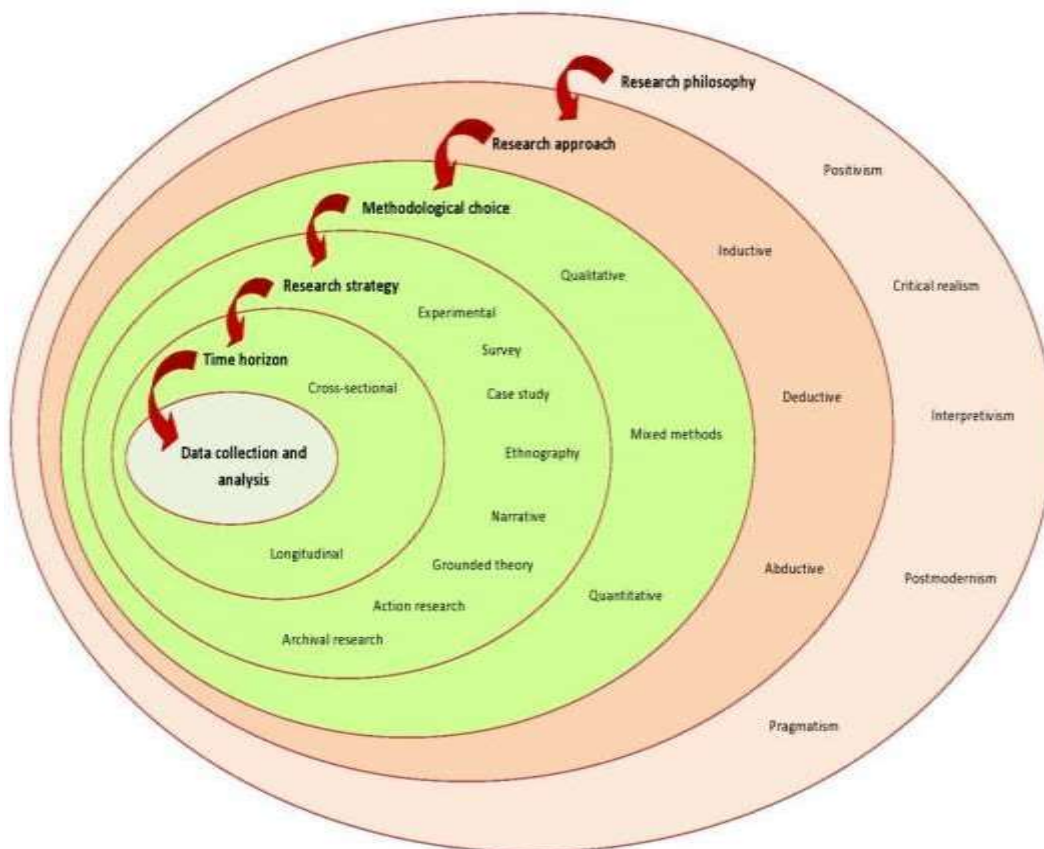 Research philosophy
Research approach
Positivism
Methodological choice
Inductive
Qualitative
Research strategy
Critical realism
Experimental
Survey
Time horizon
Cross-sectional
Case study
Deductive
Interpretivism
Mixed methods
Data collection and
analysis
Ethnography
Narrative
Longitudinal
Grounded theory
Abductive
Postmodernism
Quantitative
Action research
Archival research
Pragmatism